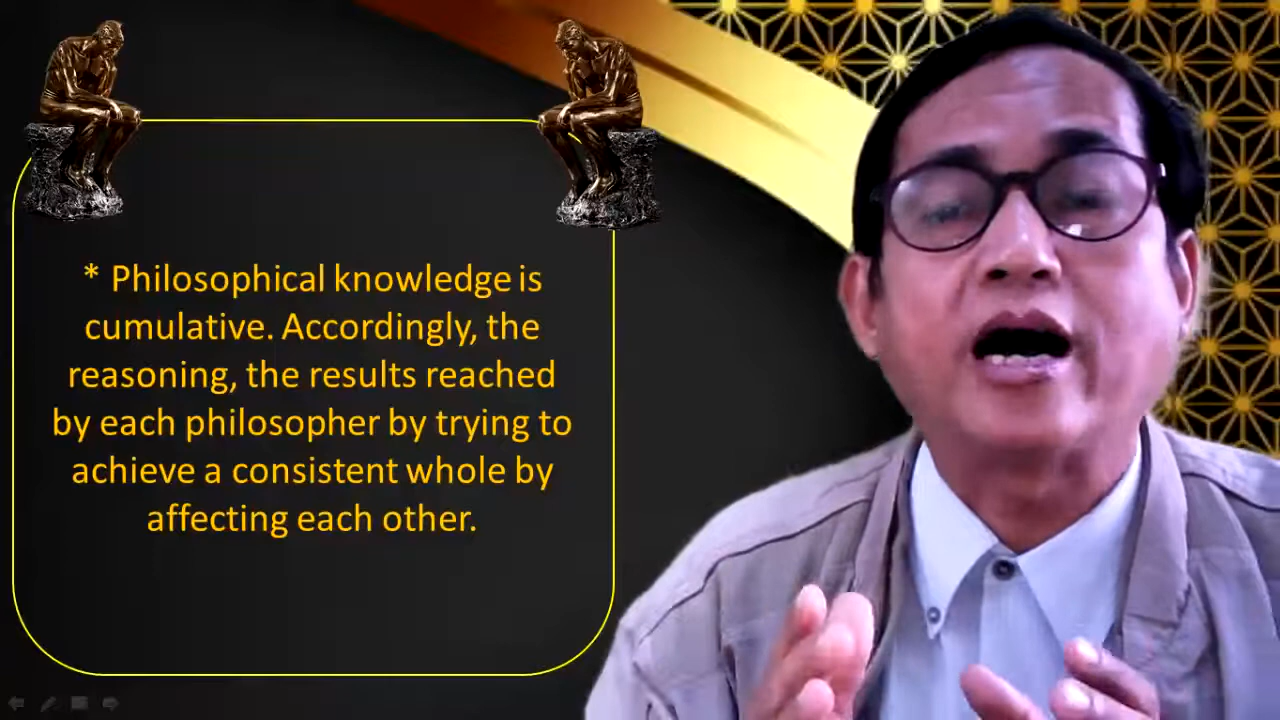 * Philosophical knowledge is
cumulative. Accordingly, the
reasoning, the results reached
by each philosopher by trying to
achieve a consistent whole by
affecting each other.